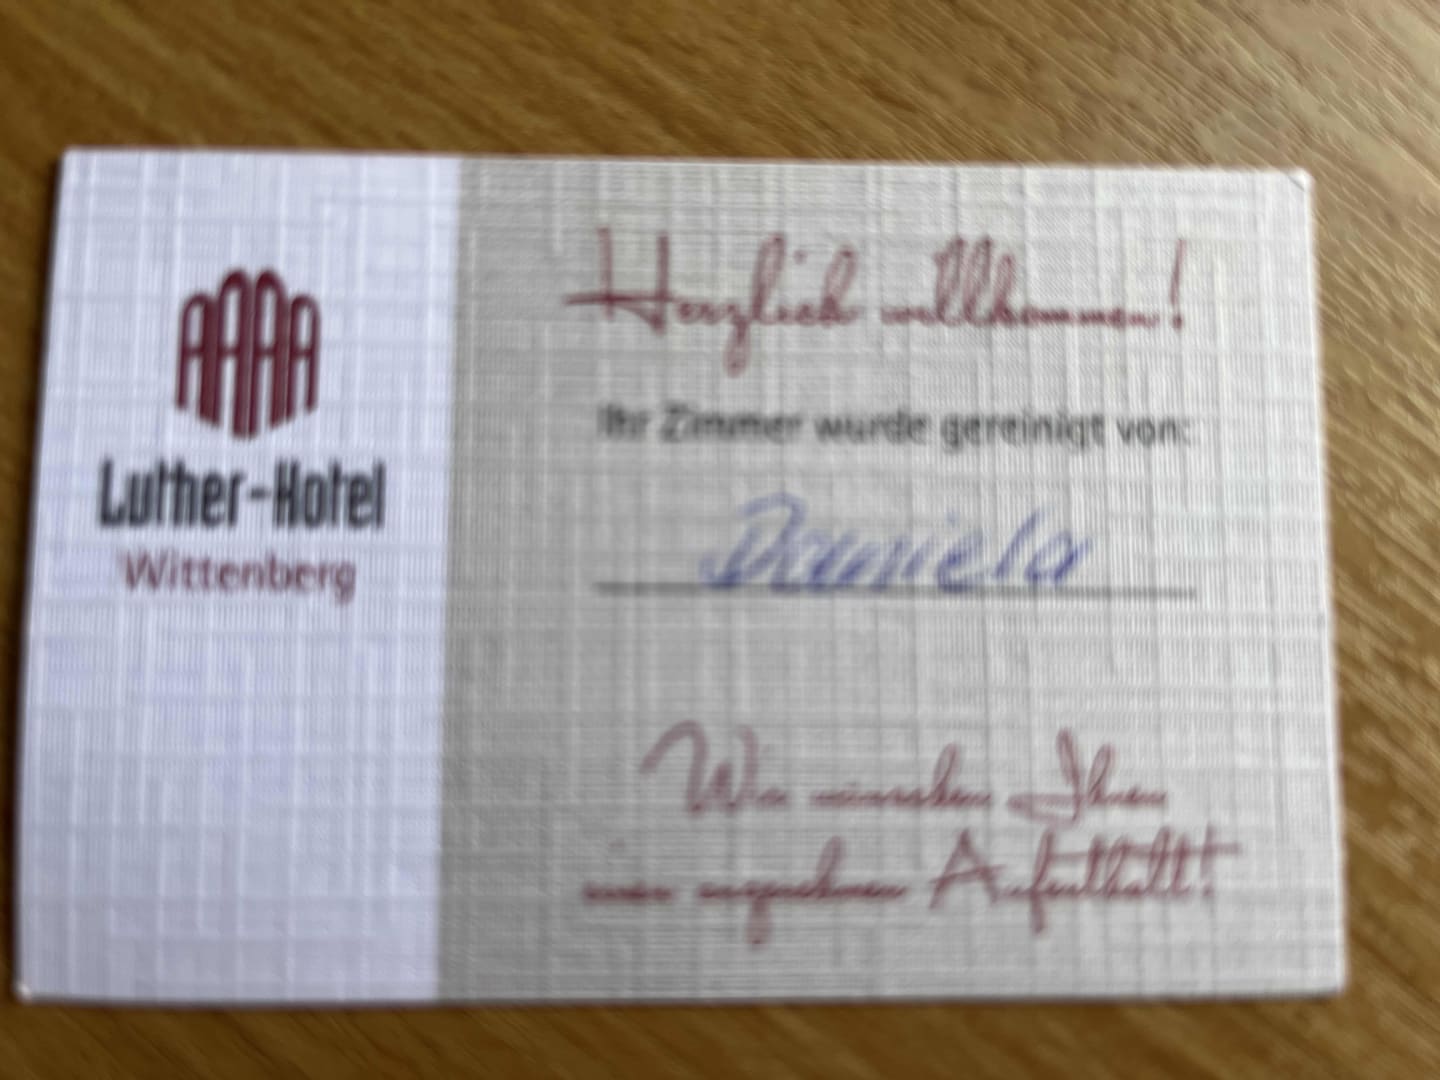 Luther-Hotel
Wittenberg
Herzlich willkommen!
Ihr Zimmer wurde gereinigt von:
Daniela
Wir wünschen Ihnen
einen angenehmen Aufenthalt!